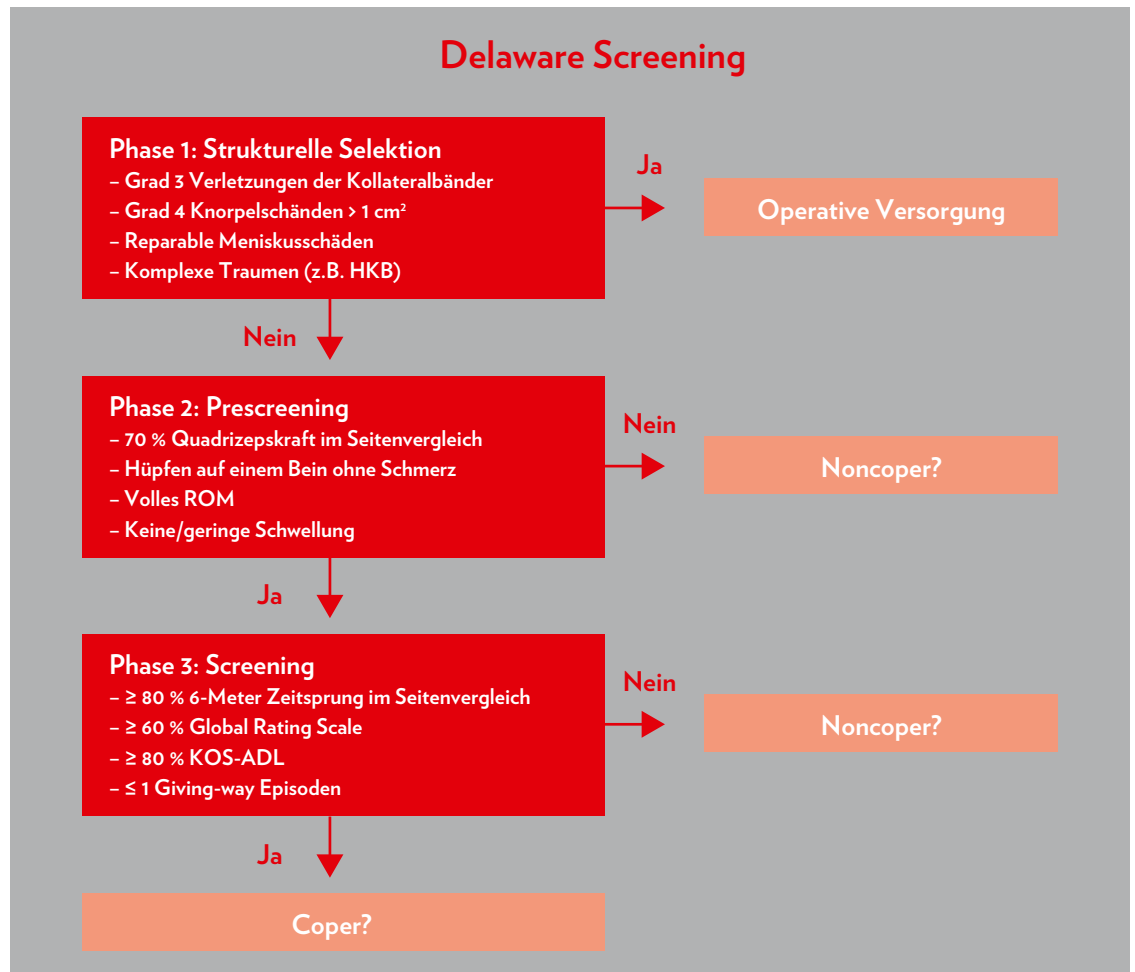 Delaware Screening
Phase 1: Strukturelle Selektion
– Grad 3 Verletzungen der Kollateralbänder
– Grad 4 Knorpelschänden > 1 cm²
– Reparable Meniskusschäden
– Komplexe Traumen (z.B. HKB)
Ja
Operative Versorgung
Nein
Phase 2: Prescreening
– 70 % Quadrizepskraft im Seitenvergleich
– Hüpfen auf einem Bein ohne Schmerz
– Volles ROM
– Keine/geringe Schwellung
Nein
Noncoper?
Ja
Phase 3: Screening
– ≥ 80 % 6-Meter Zeitsprung im Seitenvergleich
– ≥ 60 % Global Rating Scale
– ≥ 80 % KOS-ADL
– ≤ 1 Giving-way Episoden
Nein
Noncoper?
Ja
Coper?